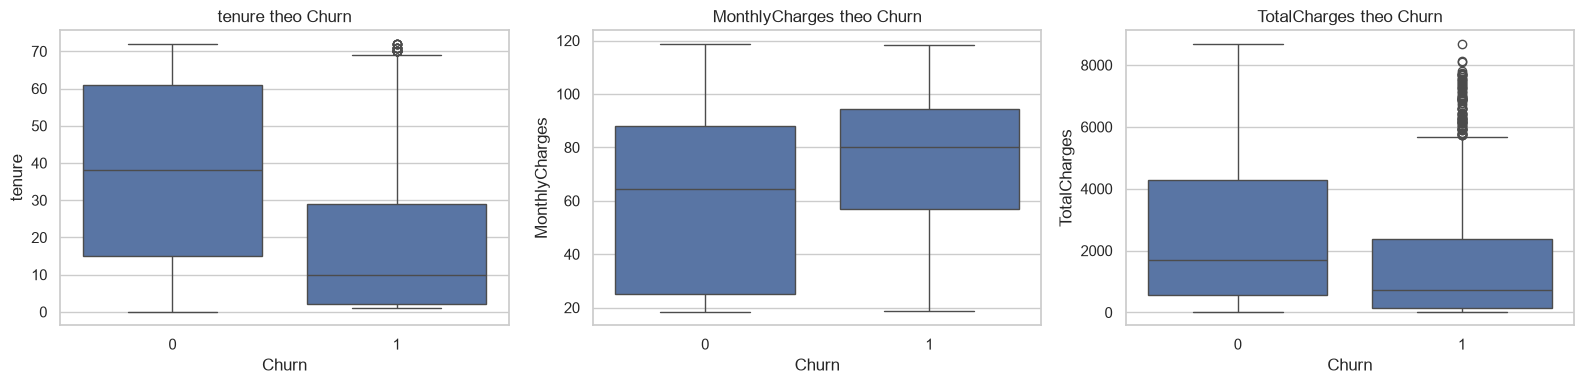 tenure theo Churn
tenure
70
60
50
40
30
20
10
0
0
1
Churn
MonthlyCharges theo Churn
MonthlyCharges
120
100
80
60
40
20
0
1
Churn
TotalCharges theo Churn
TotalCharges
8000
6000
4000
2000
0
0
1
Churn